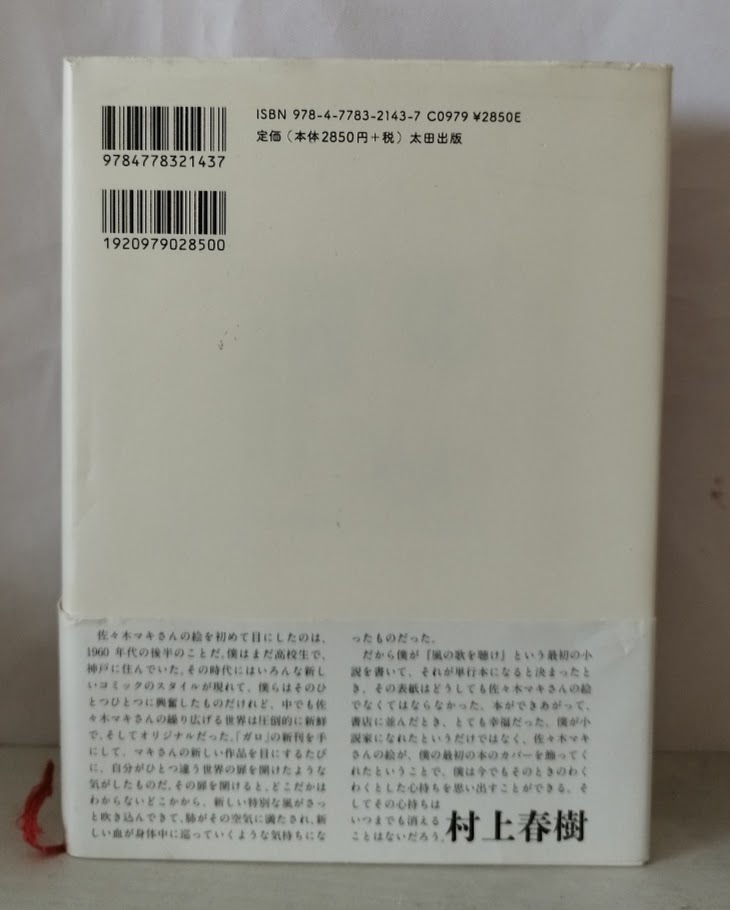 ISBN 978-4-7783-2143-7 C0979 ¥2850E
定価(本体2850円+税) 太田出版
9784778321437
1920979028500
佐々木マキさんの絵を初めて目にしたのは、
1960 年代の後半のことだ。僕はまだ高校生で、
神戸に住んでいた。その時代にはいろんな新し
いコミックのスタイルが現れて、僕らはそのひ
とつひとつに興奮したものだけれど、中でも佐
々木マキさんの繰り広げる世界は圧倒的に新鮮
で、そしてオリジナルだった。「ガロ」の新刊を手
にして、マキさんの新しい作品を目にするたび
に、自分がひとつ違う世界の扉を開けたような
気がしたものだ。その扉を開けると、どこだかは
わからないどこかから、新しい特別な風がさっ
と吹き込んできて、肺がその空気に満たされ、新
しい血が身体中に巡っていくような気持ちにな
ったものだった。
だから僕が『風の歌を聴け』という最初の小
説を書いて、それが単行本になると決まったと
き、その表紙はどうしても佐々木マキさんの絵
でなくてはならなかった。本ができあがって、
書店に並んだとき、とても幸福だった。僕が小
説家になれたというだけではなく、佐々木マキ
さんの絵が、僕の最初の本のカバーを飾ってく
れたということで、僕は今でもそのときのわく
わくとした心持ちを思い出すことができる。そ
してその心持ちは
いつまでも消える
ことはないだろう。
村上春樹